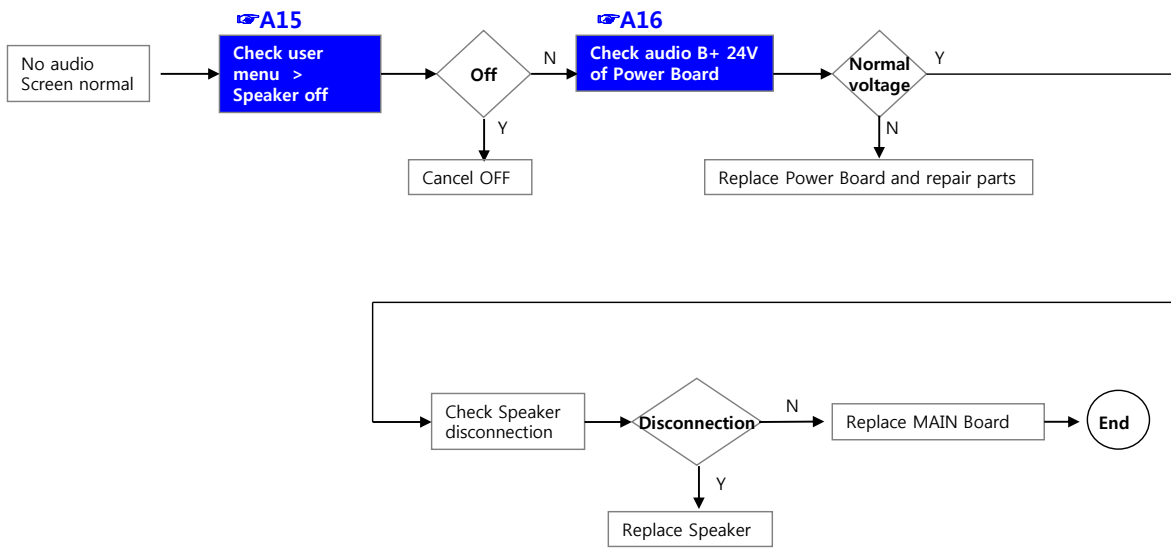 ☞A15
☞A16
No audio
Screen normal
Check user
menu >
Speaker off
Off
N
Check audio B+ 24V
of Power Board
Normal
voltage
Y
Y
N
Cancel OFF
Replace Power Board and repair parts
Check Speaker
disconnection
Disconnection
N
Replace MAIN Board
End
Y
Replace Speaker